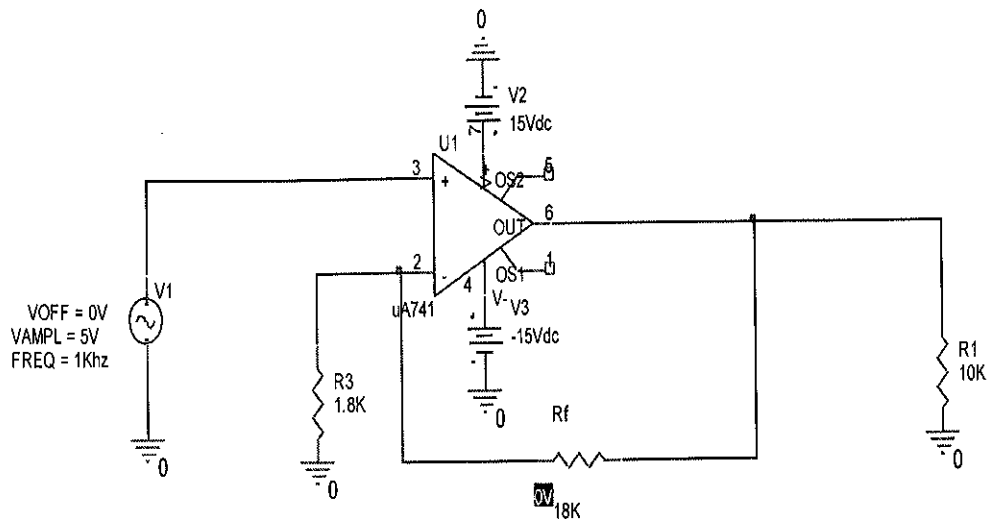 0
V2
15Vdc
7
U1
3
+
+
OS2
5
6
OUT
2
-
OS1
1
4
uA741
V-
V3
-15Vdc
0
V1
VOFF = 0V
VAMPL = 5V
FREQ = 1Khz
0
R3
1.8K
0
Rf
0V
18K
R1
10K
0